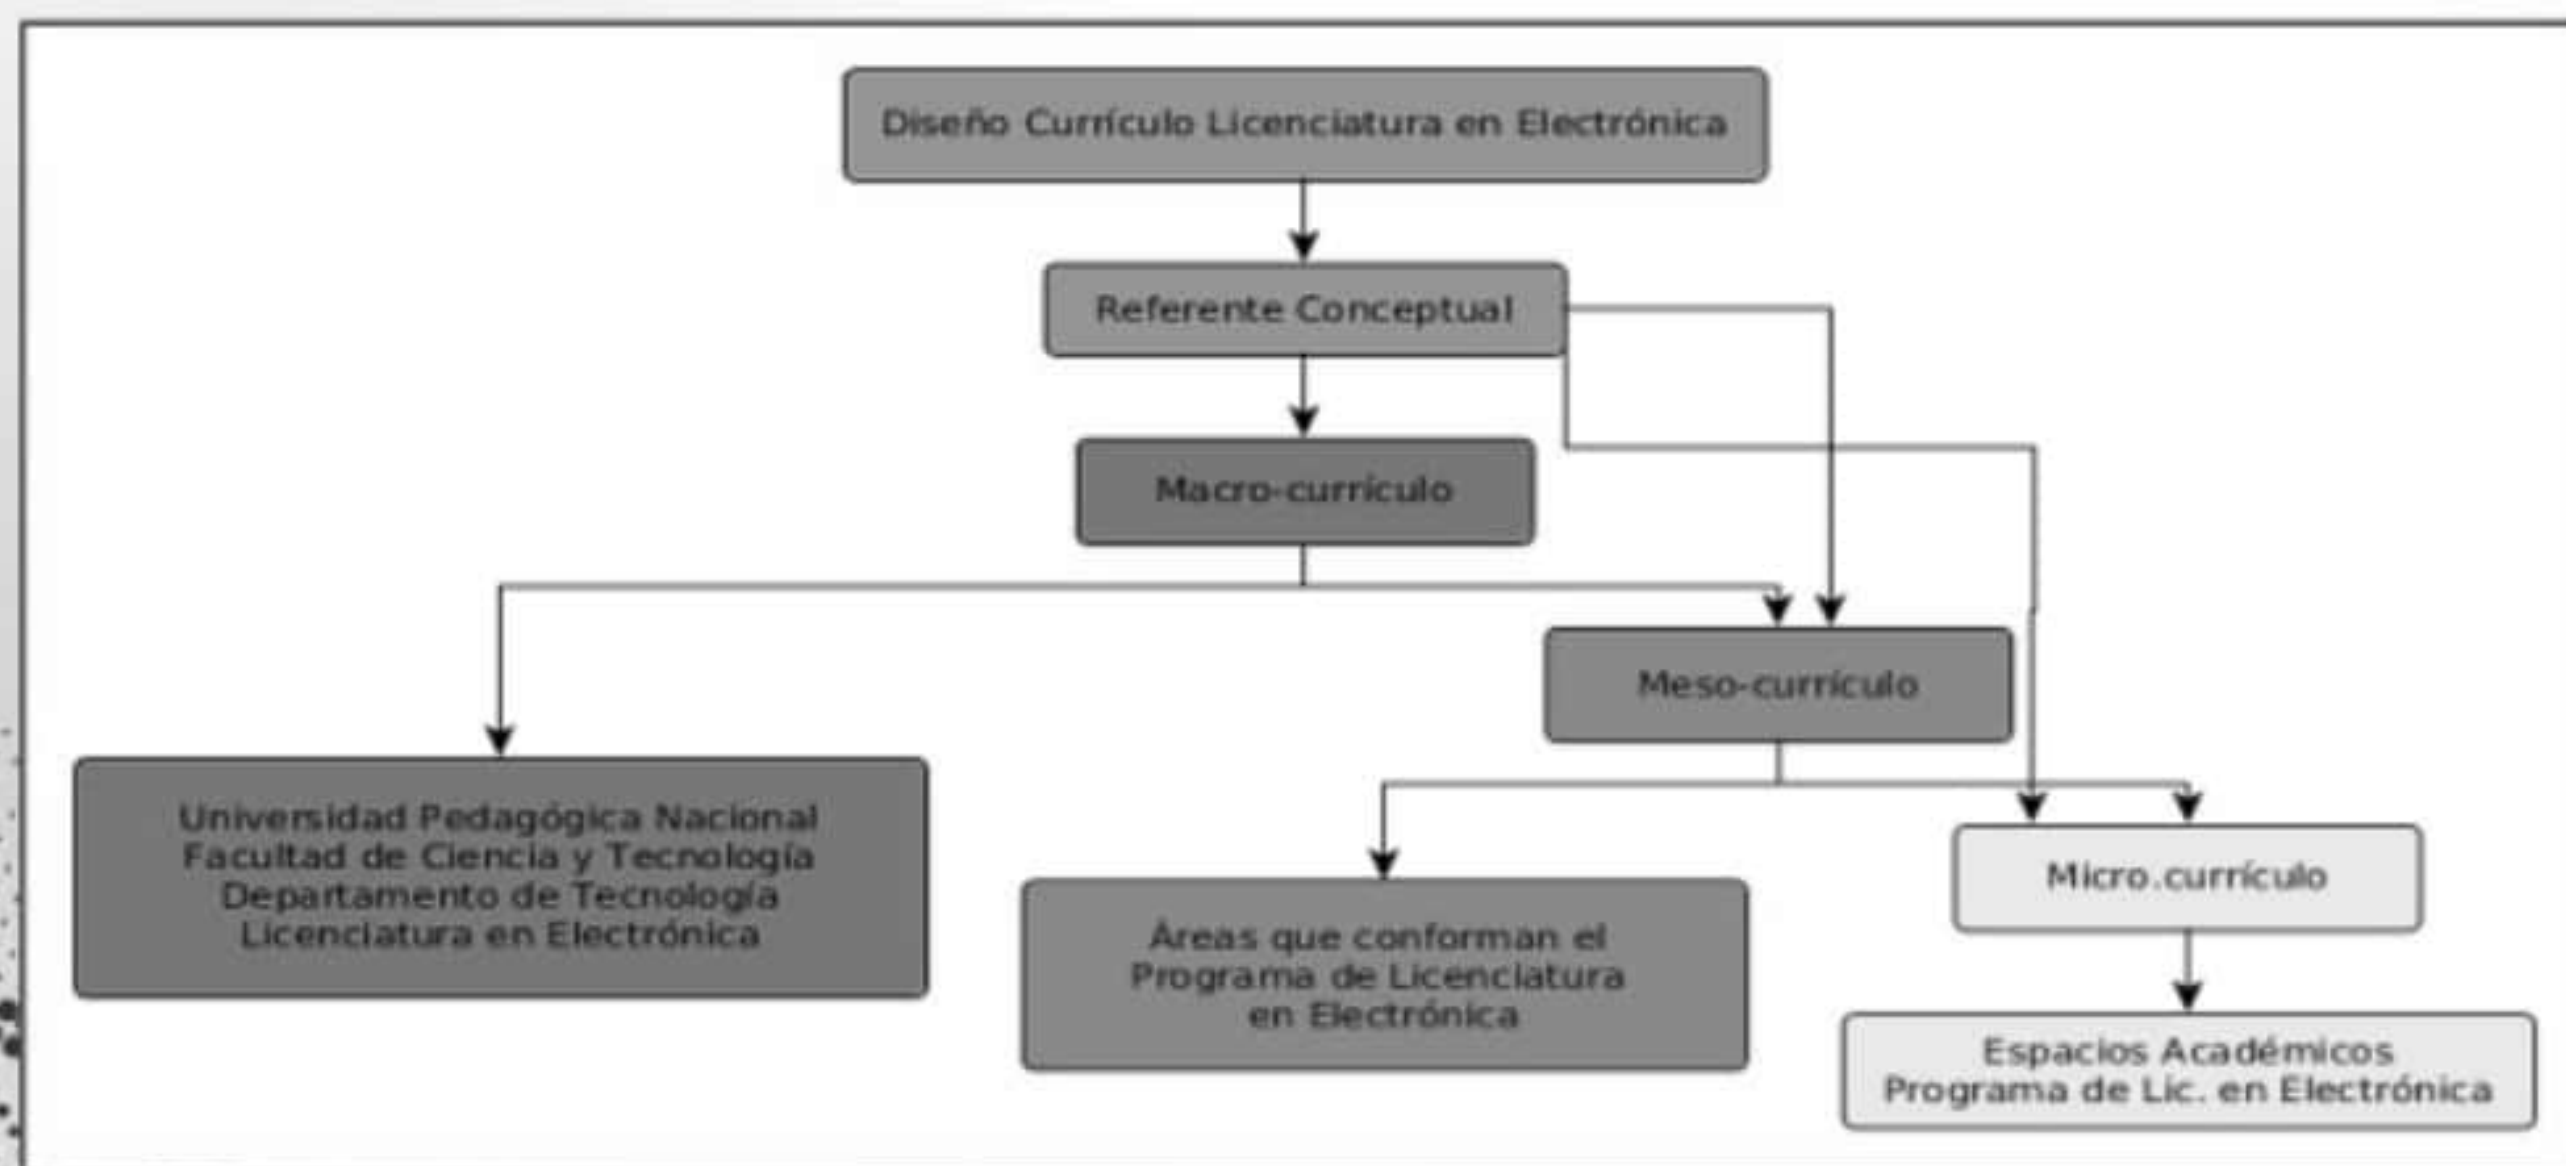 Diseño Currículo Licenciatura en Electrónica
Referente Conceptual
Macro-currículo
Meso-currículo
Universidad Pedagógica Nacional
Facultad de Ciencia y Tecnología
Departamento de Tecnología
Licenciatura en Electrónica
Áreas que conforman el
Programa de Licenciatura
en Electrónica
Micro.currículo
Espacios Académicos
Programa de Lic. en Electrónica